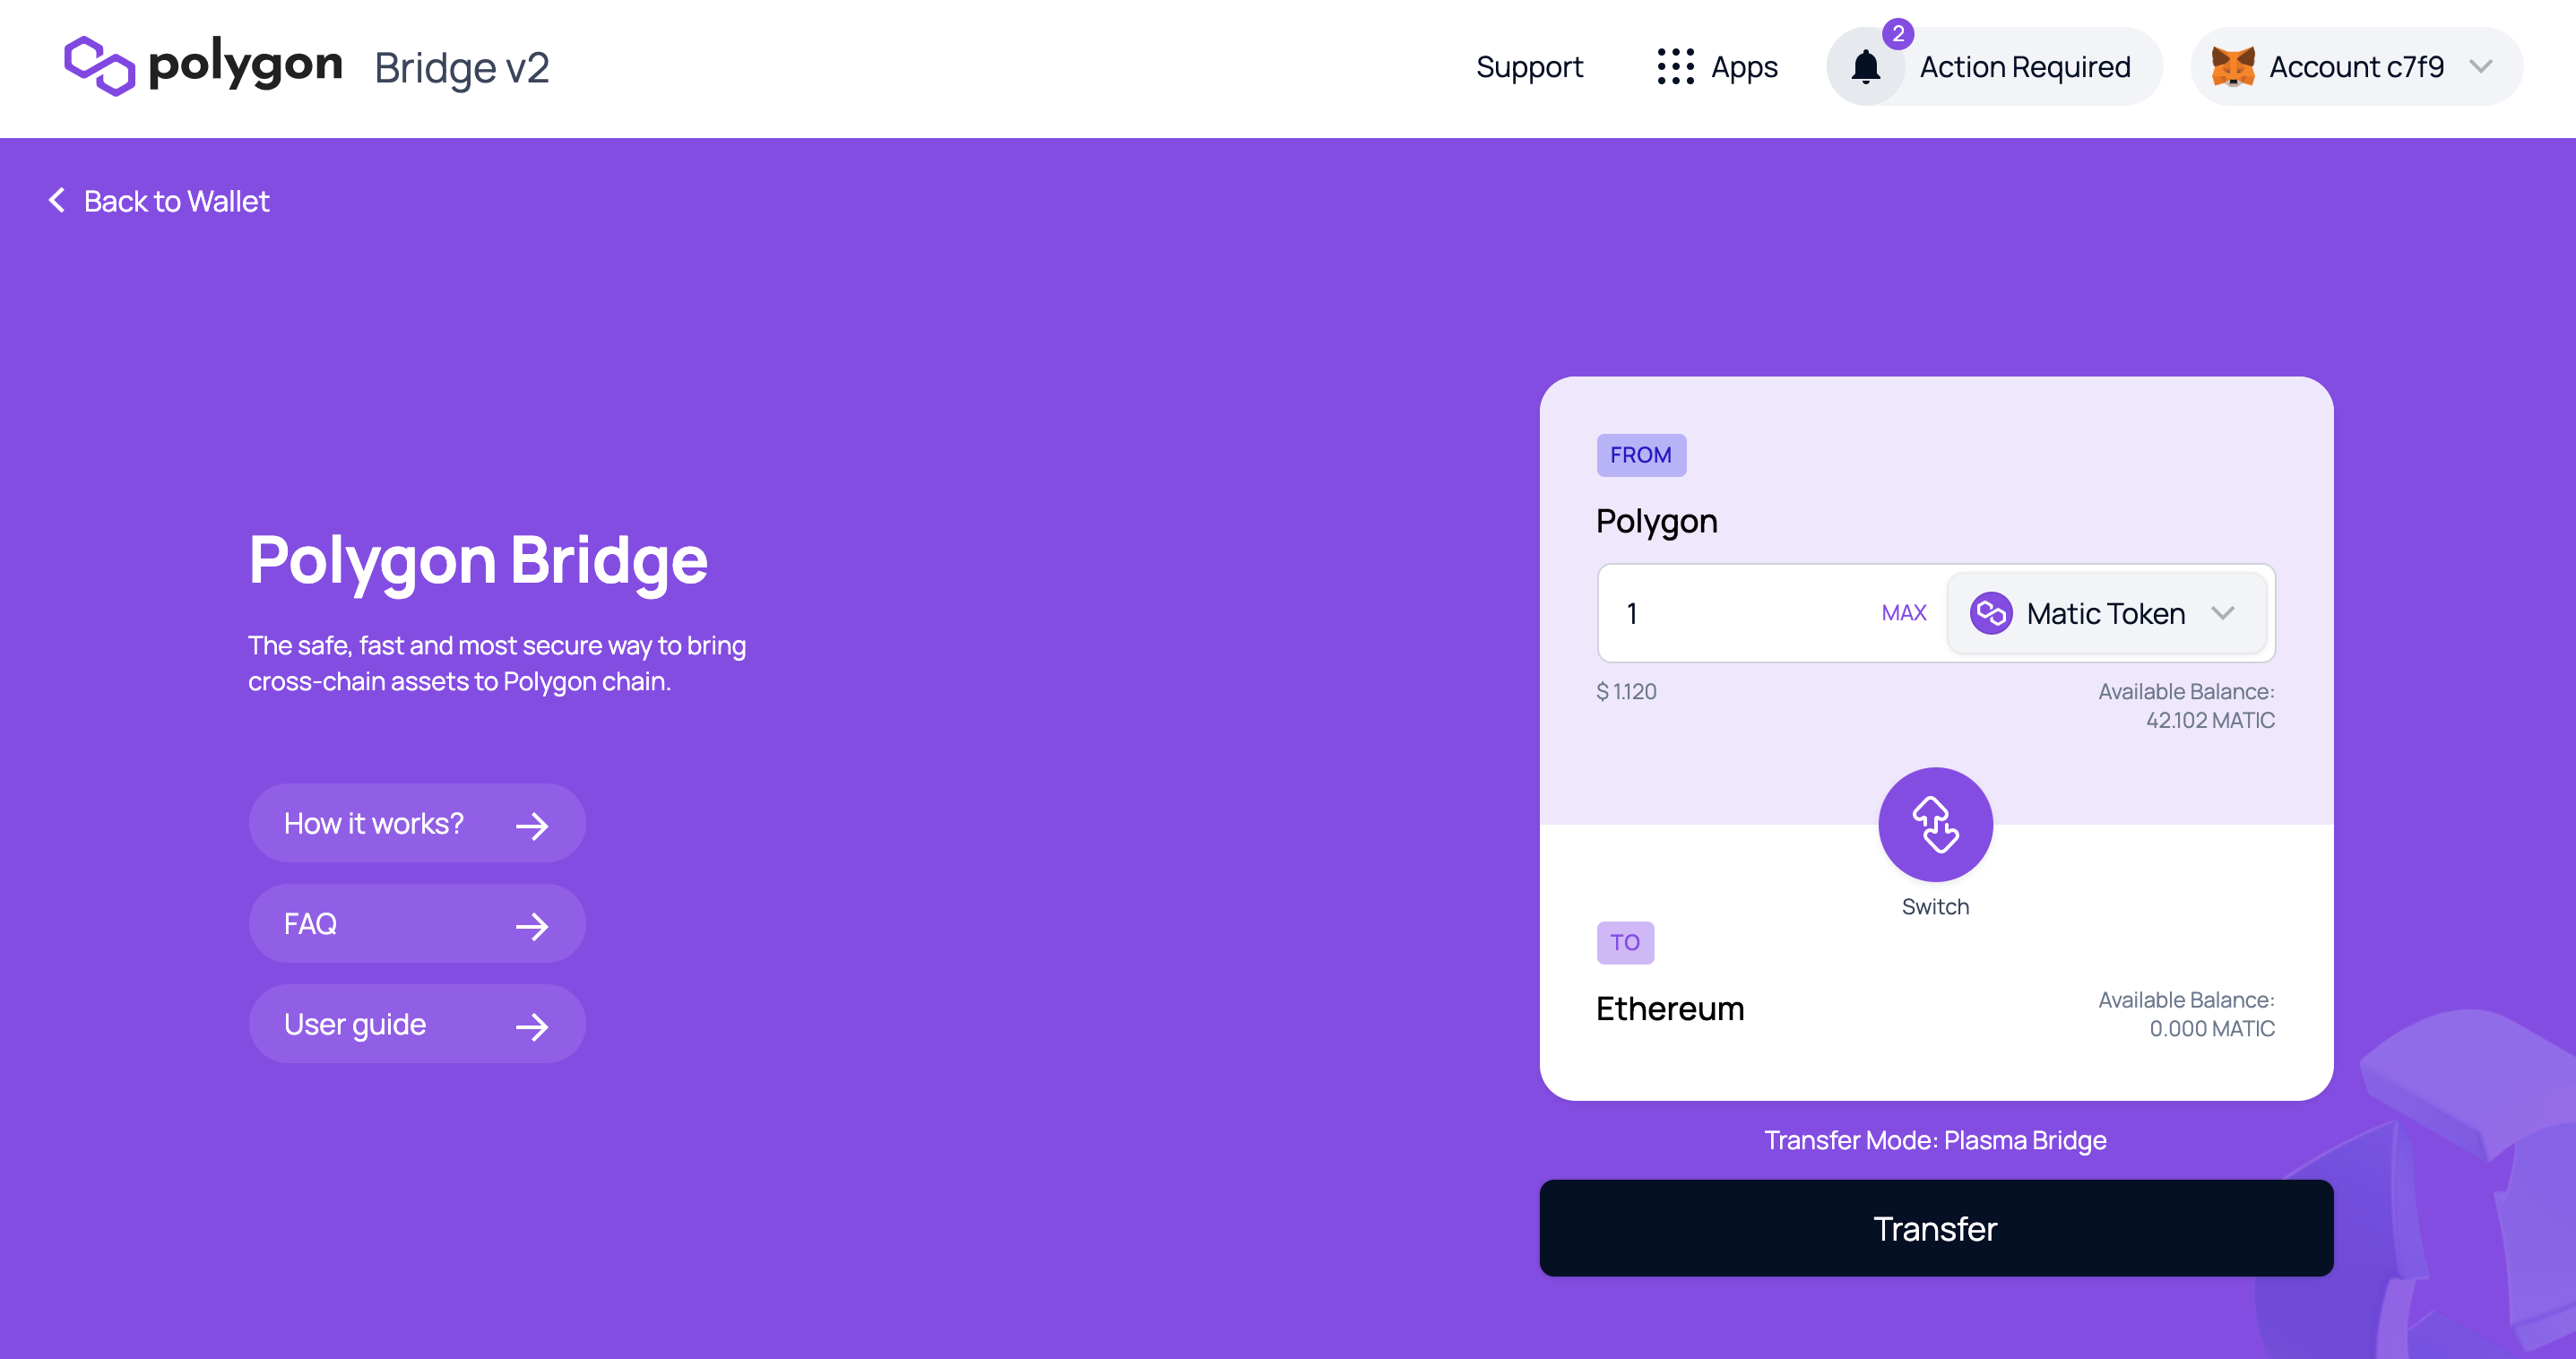 polygon Bridge v2
Support
Apps
2
Action Required
Account c7f9
Back to Wallet
Polygon Bridge
The safe, fast and most secure way to bring
cross-chain assets to Polygon chain.
How it works?
FAQ
User guide
FROM
Polygon
1
MAX
Matic Token
$ 1.120
Available Balance:
42.102 MATIC
Switch
TO
Ethereum
Available Balance:
0.000 MATIC
Transfer Mode: Plasma Bridge
Transfer